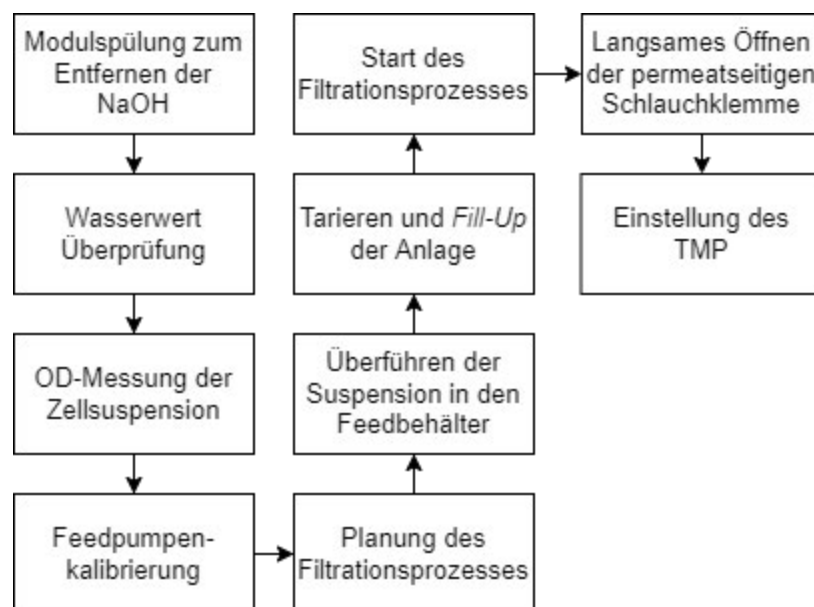 Modulspülung zum
Entfernen der
NaOH
Wasserwert
Überprüfung
OD-Messung der
Zellsuspension
Feedpumpen-
kalibrierung
Planung des
Filtrationsprozesses
Überführen der
Suspension in den
Feedbehälter
Tarieren und Fill-Up
der Anlage
Start des
Filtrationsprozesses
Langsames Öffnen
der permeatseitigen
Schlauchklemme
Einstellung des
TMP